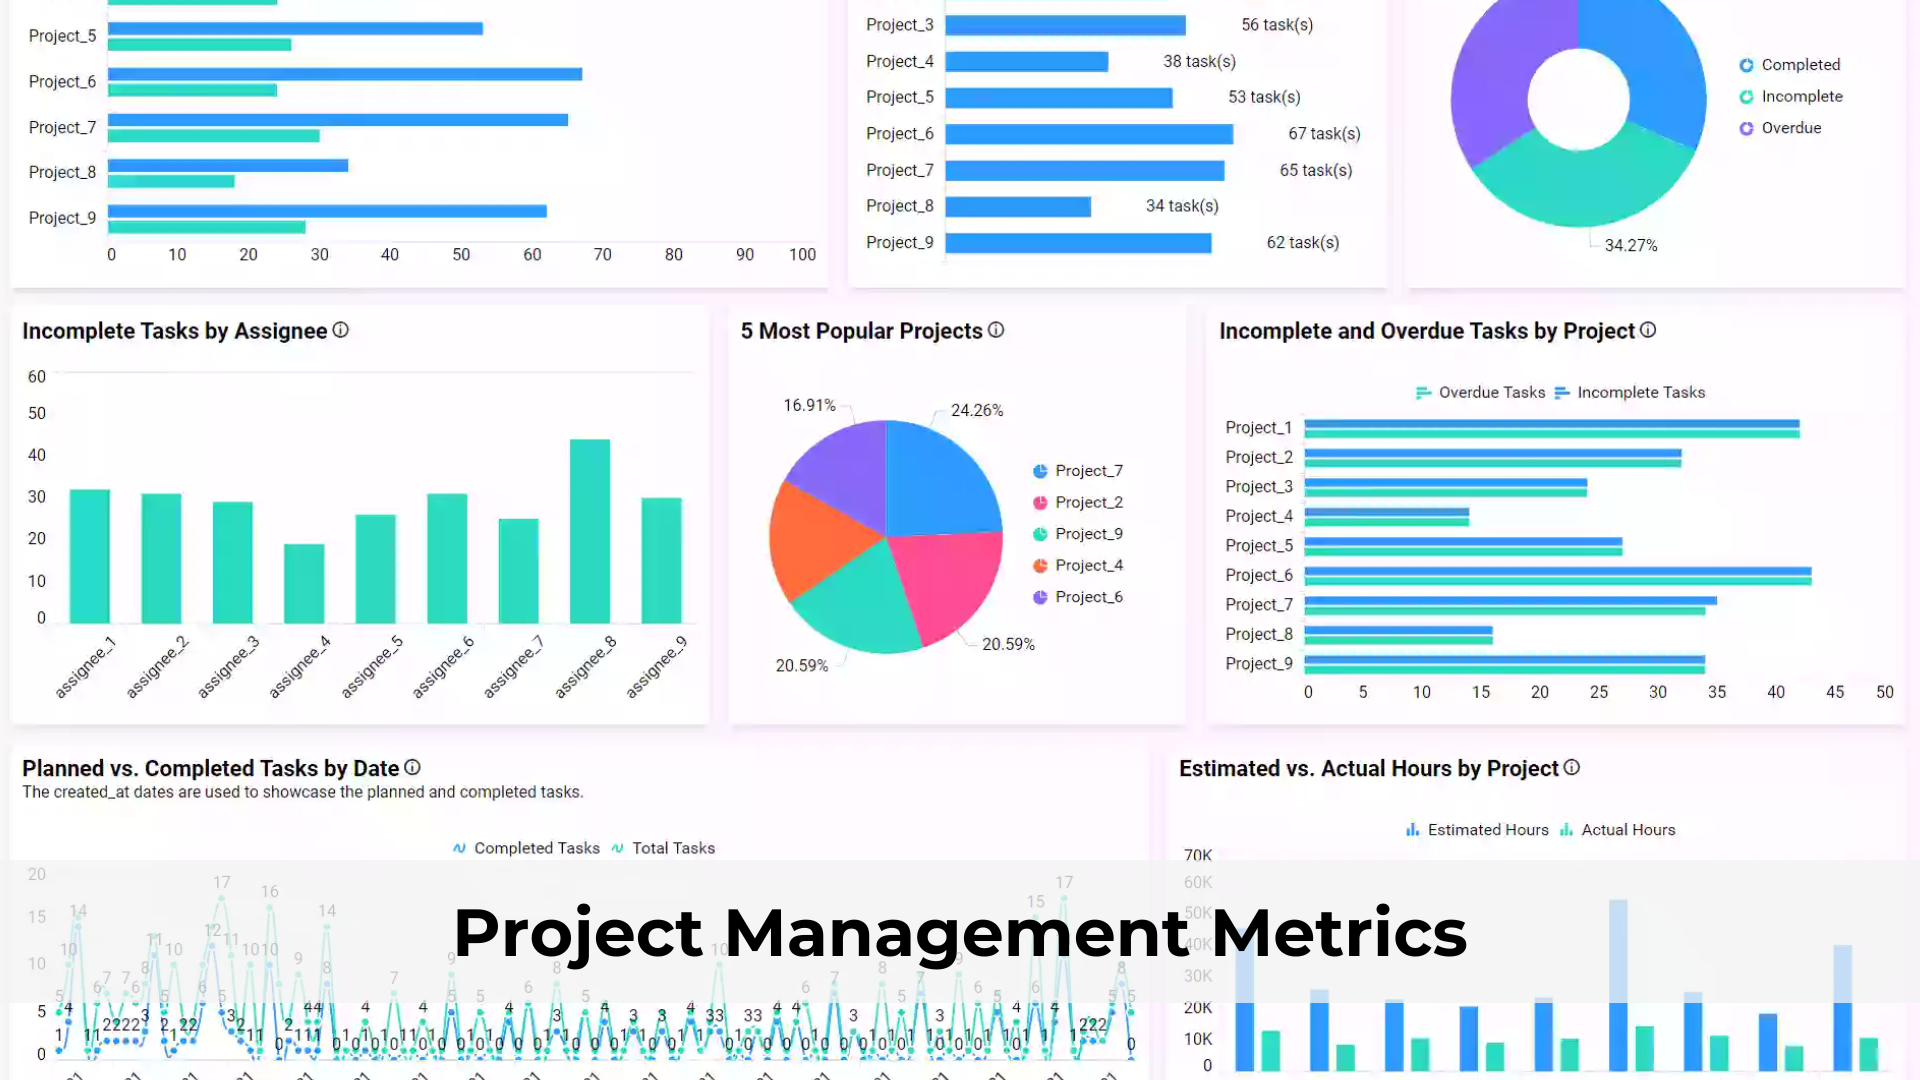 Project_5
Project_6
Project_7
Project_8
Project_9
0 10 20 30 40 50 60 70 80 90 100
Project_3 56 task(s)
Project_4 38 task(s)
Project_5 53 task(s)
Project_6 67 task(s)
Project_7 65 task(s)
Project_8 34 task(s)
Project_9 62 task(s)
Completed
Incomplete
Overdue
34.27%
Incomplete Tasks by Assignee
60
50
40
30
20
10
0
assignee_1 assignee_2 assignee_3 assignee_4 assignee_5 assignee_6 assignee_7 assignee_8 assignee_9
5 Most Popular Projects
16.91% 24.26%
Project_7
Project_2
Project_9
Project_4
Project_6
20.59%
20.59%
Incomplete and Overdue Tasks by Project
Overdue Tasks Incomplete Tasks
Project_1
Project_2
Project_3
Project_4
Project_5
Project_6
Project_7
Project_8
Project_9
0 5 10 15 20 25 30 35 40 45 50
Planned vs. Completed Tasks by Date
The created_at dates are used to showcase the planned and completed tasks.
Completed Tasks Total Tasks
20
15
10
5
0
17 16 14 14 15 17
Estimated vs. Actual Hours by Project
Estimated Hours Actual Hours
70K
60K
50K
40K
30K
20K
10K
0
Project Management Metrics